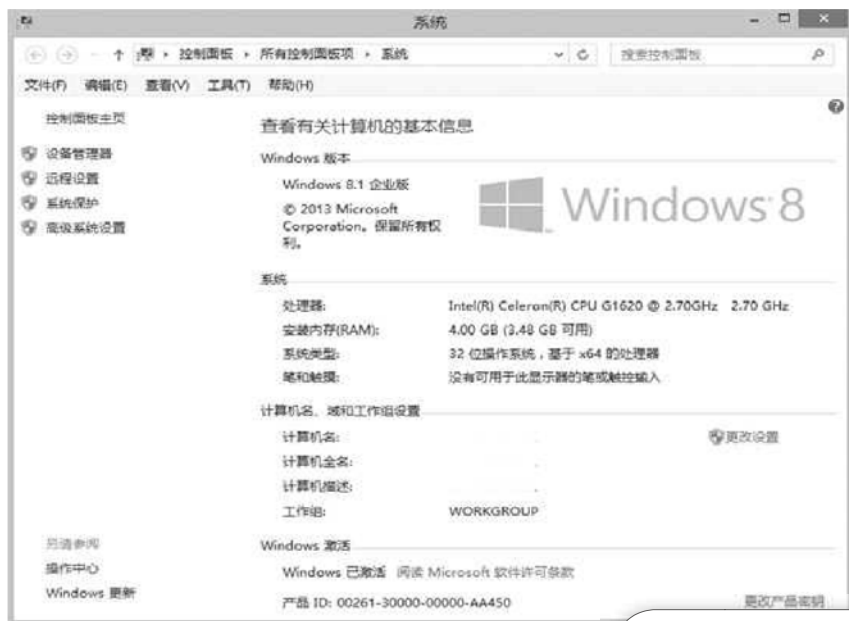 系统
控制面板 ▸ 所有控制面板项 ▸ 系统
搜索控制面板
文件(F) 编辑(E) 查看(V) 工具(T) 帮助(H)
控制面板主页
设备管理器
远程设置
系统保护
高级系统设置
查看有关计算机的基本信息
Windows 版本
Windows 8.1 企业版
© 2013 Microsoft
Corporation。保留所有权
利。
Windows 8
系统
处理器: Intel(R) Celeron(R) CPU G1620 @ 2.70GHz 2.70 GHz
安装内存(RAM): 4.00 GB (3.48 GB 可用)
系统类型: 32 位操作系统，基于 x64 的处理器
笔和触摸: 没有可用于此显示器的笔或触控输入
计算机名、域和工作组设置
计算机名: 更改设置
计算机全名:
计算机描述:
工作组: WORKGROUP
Windows 激活
Windows 已激活 阅读 Microsoft 软件许可条款
产品 ID: 00261-30000-00000-AA450 更改产品密钥
另请参阅
操作中心
Windows 更新